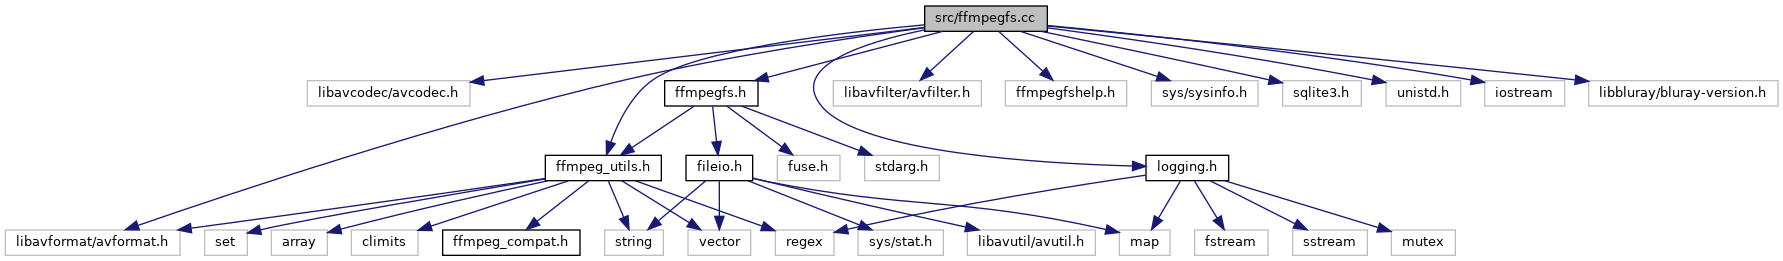 src/ffmpegfs.cc
libavcodec/avcodec.h
ffmpegfs.h
libavfilter/avfilter.h
ffmpegfshelp.h
sys/sysinfo.h
sqlite3.h
unistd.h
iostream
libbluray/bluray-version.h
ffmpeg_utils.h
fileio.h
fuse.h
stdarg.h
logging.h
libavformat/avformat.h
set
array
climits
ffmpeg_compat.h
string
vector
regex
sys/stat.h
libavutil/avutil.h
map
fstream
sstream
mutex